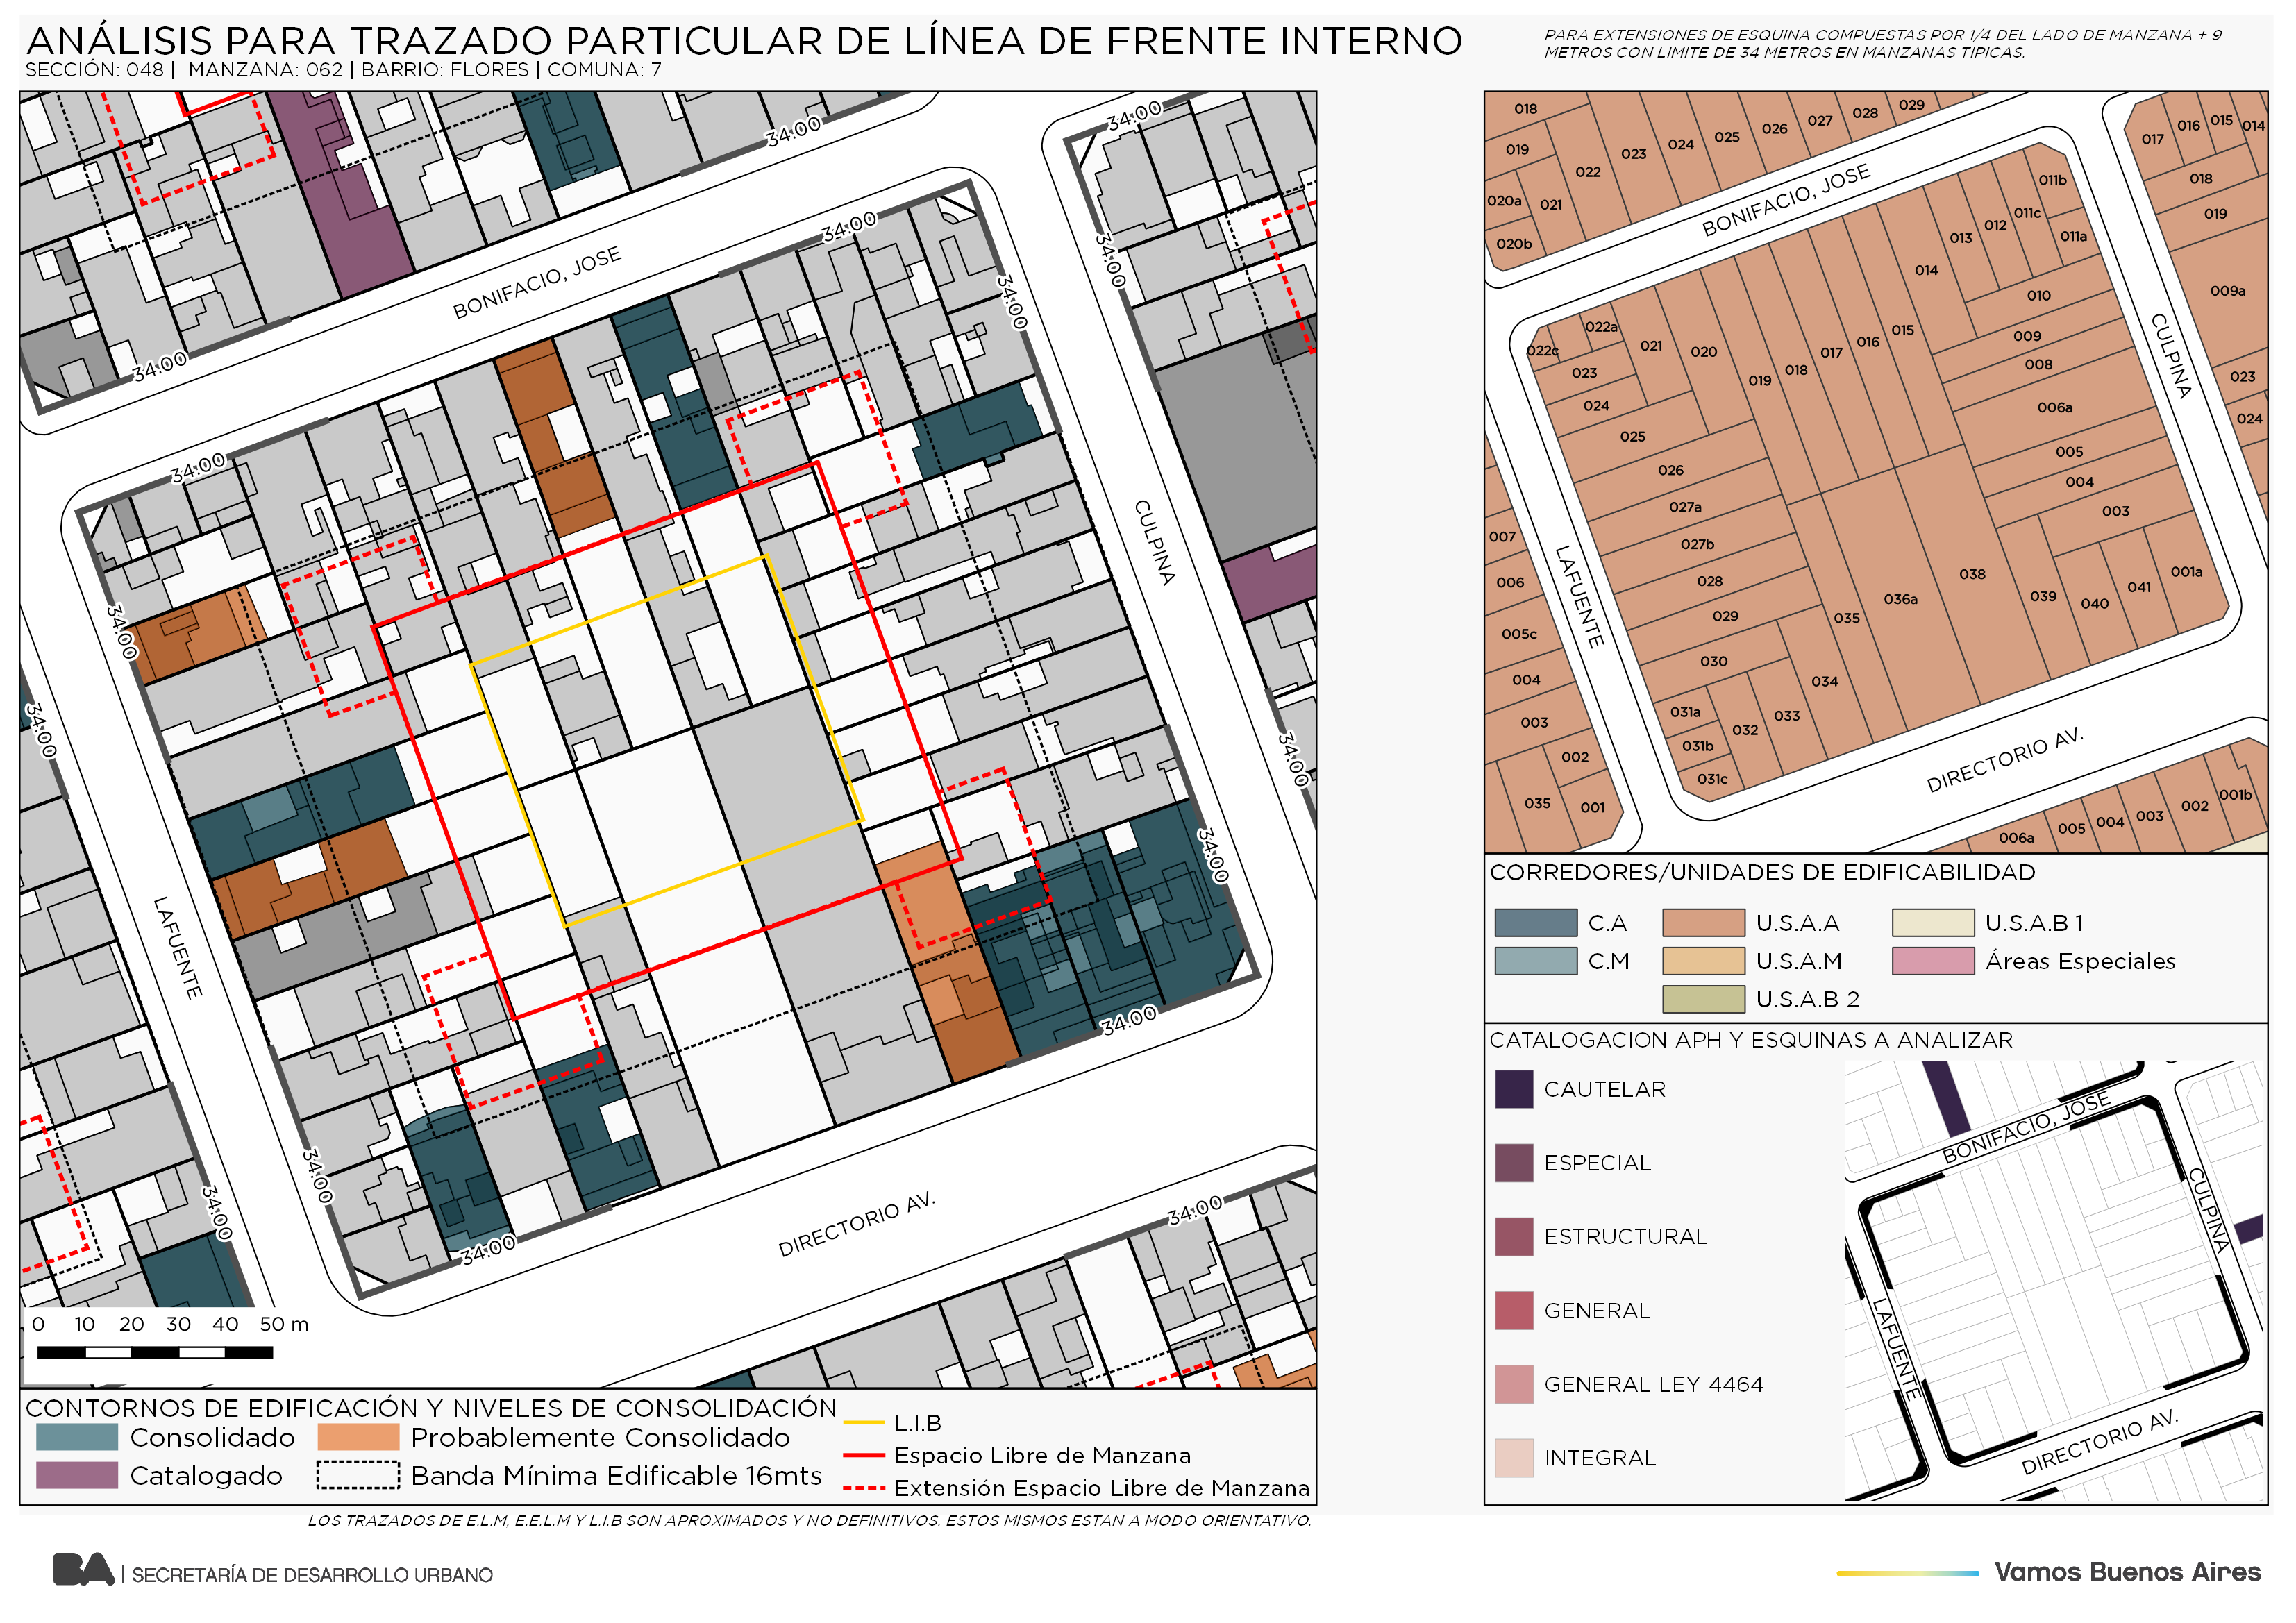 ANÁLISIS PARA TRAZADO PARTICULAR DE LÍNEA DE FRENTE INTERNO
SECCIÓN: 048 | MANZANA: 062 | BARRIO: FLORES | COMUNA: 7
PARA EXTENSIONES DE ESQUINA COMPUESTAS POR 1/4 DEL LADO DE MANZANA + 9
METROS CON LIMITE DE 34 METROS EN MANZANAS TIPICAS.
34.00
34.00
34.00
34.00
34.00
34.00
BONIFACIO, JOSE
34.00
34.00
CULPINA
34.00
34.00
34.00
34.00
LAFUENTE
34.00
34.00
34.00
34.00
34.00
DIRECTORIO AV.
0 10 20 30 40 50 m
CONTORNOS DE EDIFICACIÓN Y NIVELES DE CONSOLIDACIÓN
Consolidado
Probablemente Consolidado
Catalogado
Banda Mínima Edificable 16mts
L.I.B
Espacio Libre de Manzana
Extensión Espacio Libre de Manzana
LOS TRAZADOS DE E.L.M, E.E.L.M Y L.I.B SON APROXIMADOS Y NO DEFINITIVOS. ESTOS MISMOS ESTAN A MODO ORIENTATIVO.
018
019
020a
020b
021
022
023
024
025
026
027
028
029
017
016
015
014
018
019
009a
023
024
BONIFACIO, JOSE
CULPINA
LAFUENTE
DIRECTORIO AV.
022c
022a
023
024
025
026
027a
027b
028
029
030
031a
031b
031c
032
033
034
035
036a
038
039
040
041
001a
021
020
019
018
017
016
015
014
013
012
011c
011b
011a
010
009
008
006a
005
004
003
007
006
005c
004
003
002
035
001
006a
005
004
003
002
001b
CORREDORES/UNIDADES DE EDIFICABILIDAD
C.A
U.S.A.A
U.S.A.B 1
C.M
U.S.A.M
Áreas Especiales
U.S.A.B 2
CATALOGACION APH Y ESQUINAS A ANALIZAR
CAUTELAR
ESPECIAL
ESTRUCTURAL
GENERAL
GENERAL LEY 4464
INTEGRAL
BONIFACIO, JOSE
CULPINA
LAFUENTE
DIRECTORIO AV.
BA | SECRETARÍA DE DESARROLLO URBANO
Vamos Buenos Aires